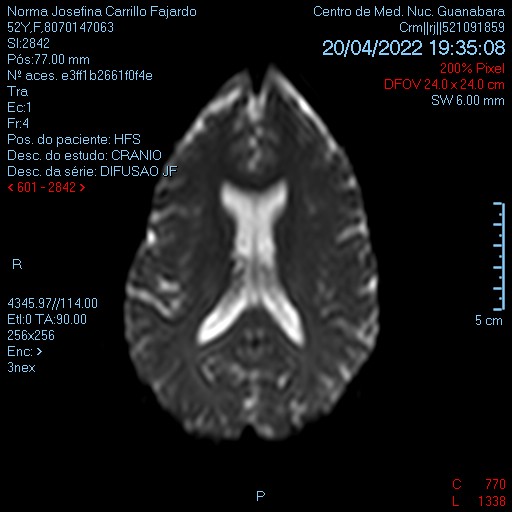 Norma Josefina Carrillo Fajardo
52Y,F,8070147063
Sl:2842
Pós:77.00 mm
Nº aces. e3ff1b2661f0f4e
Tra
Ec:1
Fr:4
Pos. do paciente: HFS
Desc. do estudo: CRANIO
Desc. da série: DIFUSAO JF
< 601 - 2842 >
Centro de Med. Nuc. Guanabara
Crm||rj||521091859
20/04/2022 19:35:08
200% Pixel
DFOV 24.0 x 24.0 cm
SW 6.00 mm
R
5 cm
4345.97//114.00
Etl:0 TA:90.00
256x256
Enc: >
3nex
P
C 770
L 1338